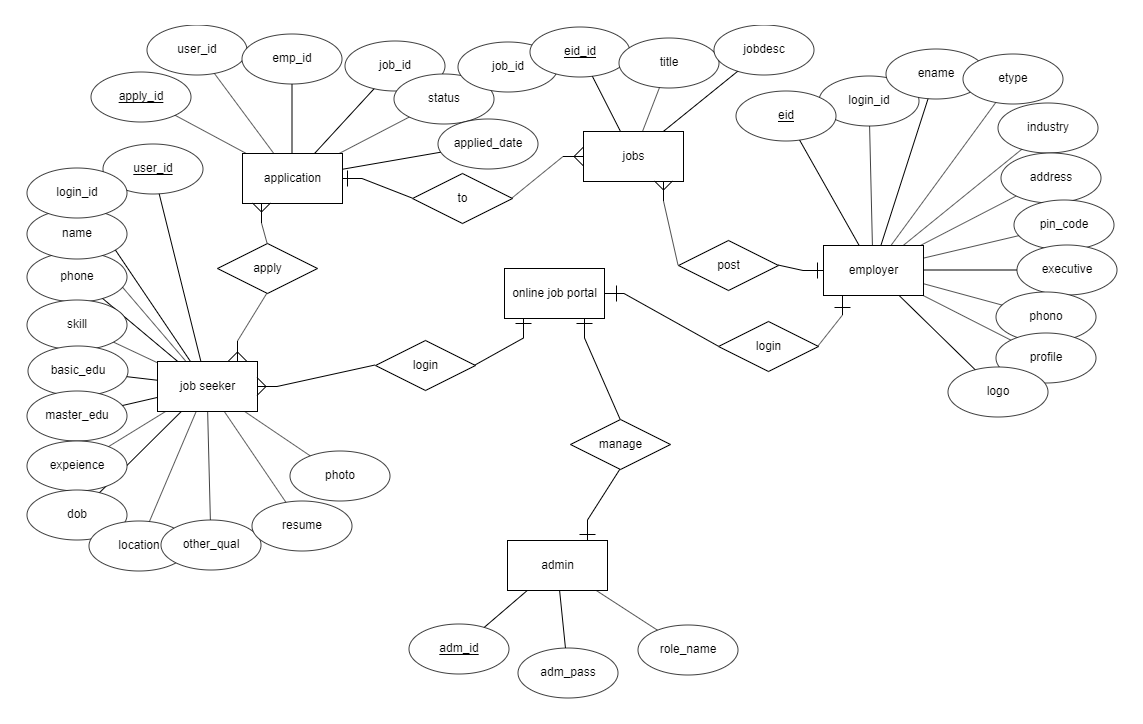 user_id
emp_id
job_id
apply_id
status
applied_date
application
job_id
eid_id
title
jobdesc
jobs
ename
etype
login_id
eid
industry
address
pin_code
executive
phono
profile
logo
employer
user_id
login_id
name
phone
skill
basic_edu
master_edu
expeience
dob
location
other_qual
resume
photo
job seeker
to
apply
post
online job portal
login
login
manage
admin
adm_id
adm_pass
role_name